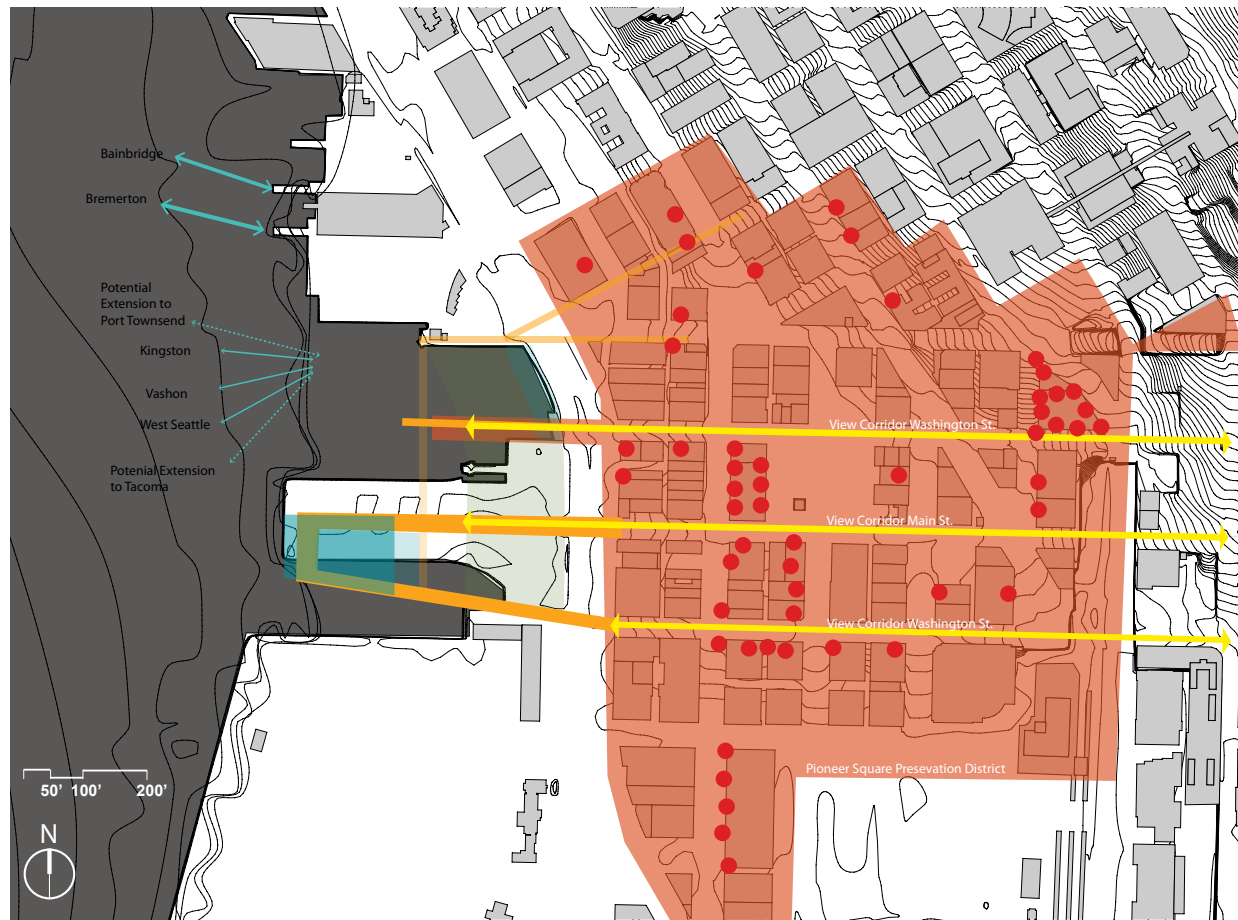 Bainbridge
Bremerton
Potential
Extension to
Port Townsend
Kingston
Vashon
West Seattle
Potenial Extension
to Tacoma
View Corridor Washington St.
View Corridor Main St.
View Corridor Washington St.
Pioneer Square Presevation District
50’ 100’ 200’
N